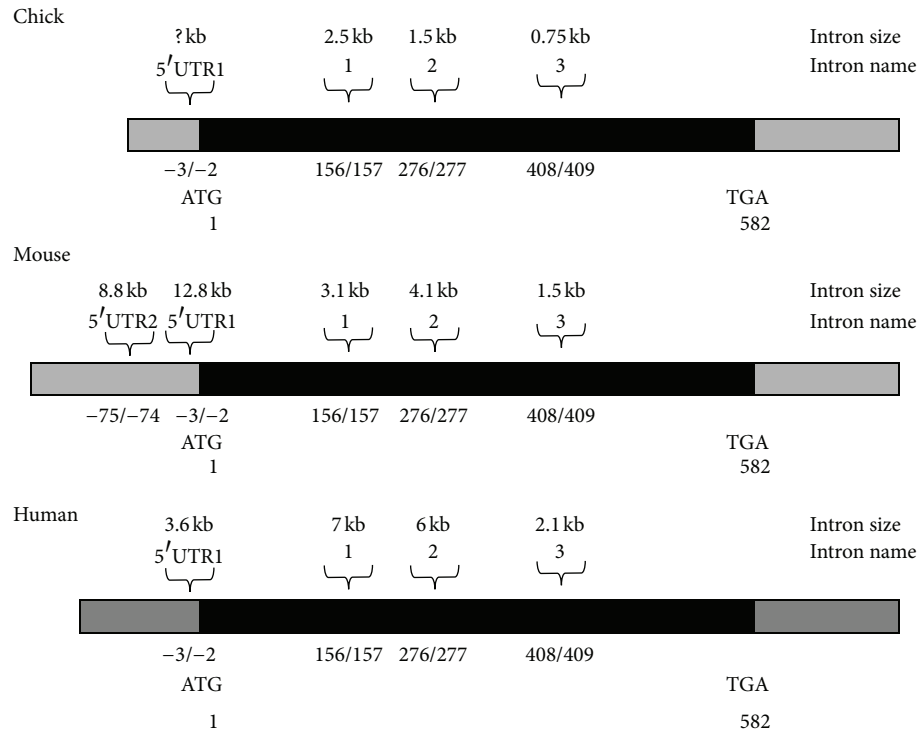 Chick
?kb 2.5 kb 1.5 kb 0.75 kb Intron size
5′UTR1 1 2 3 Intron name
−3/−2 156/157 276/277 408/409
ATG TGA
1 582
Mouse
8.8 kb 12.8 kb 3.1 kb 4.1 kb 1.5 kb Intron size
5′UTR2 5′UTR1 1 2 3 Intron name
−75/−74 −3/−2 156/157 276/277 408/409
ATG TGA
1 582
Human
3.6 kb 7 kb 6 kb 2.1 kb Intron size
5′UTR1 1 2 3 Intron name
−3/−2 156/157 276/277 408/409
ATG TGA
1 582